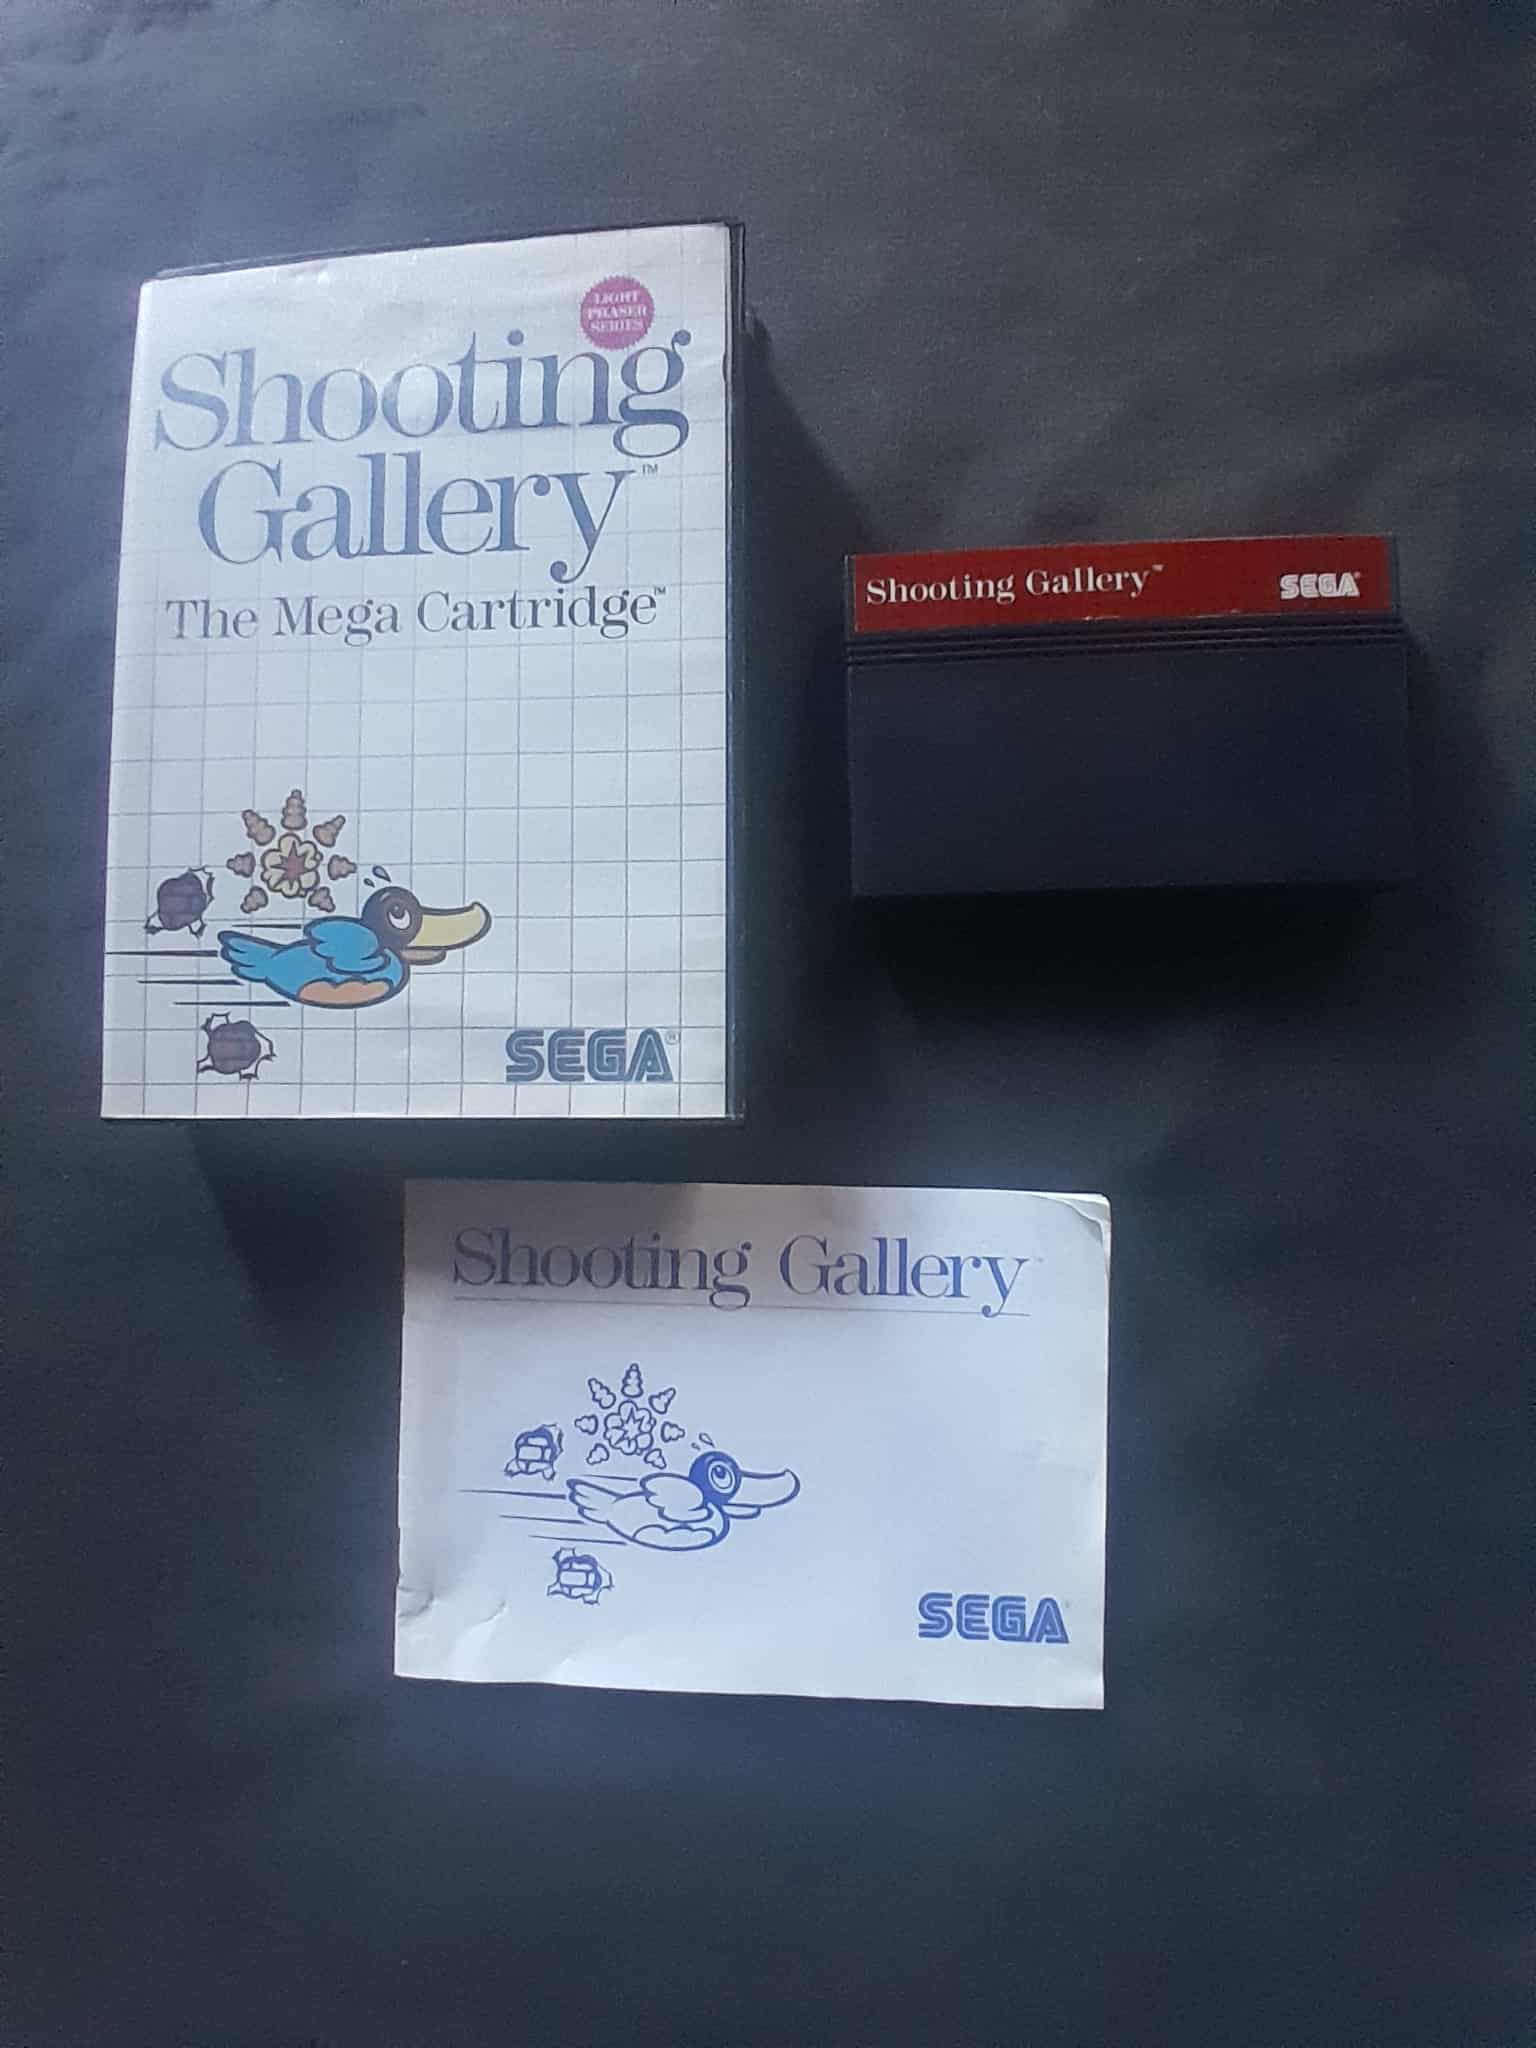 LIGHT
PHASER
SERIES
Shooting
Gallery™
The Mega Cartridge™
SEGA®
Shooting Gallery™
SEGA®
Shooting Gallery™
SEGA®